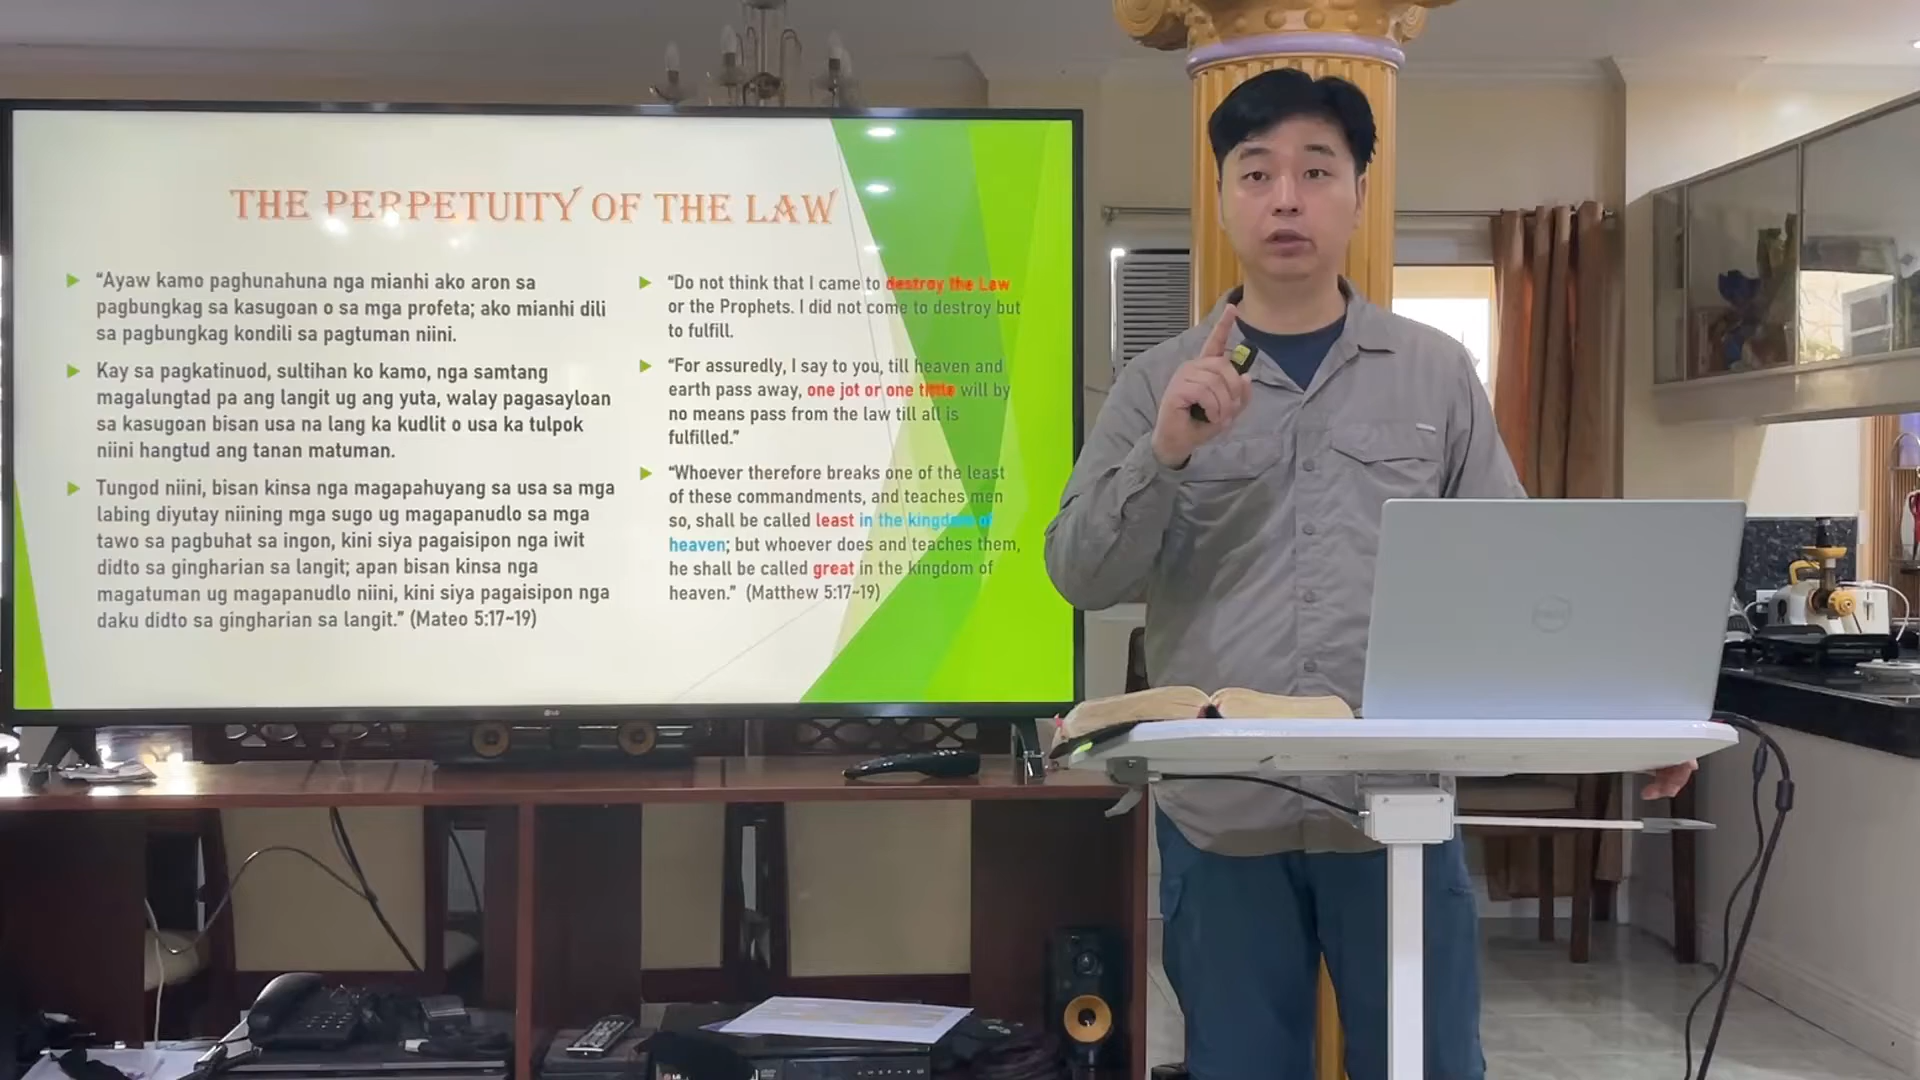 THE PERPETUITY OF THE LAW
“Ayaw kamo paghunahuna nga mianhi ako aron sa
pagbungkag sa kasugoan o sa mga profeta; ako mianhi dili
sa pagbungkag kondili sa pagtuman niini.
Kay sa pagkatinuod, sultihan ko kamo, nga samtang
magalungtad pa ang langit ug ang yuta, walay pagasayloan
sa kasugoan bisan usa na lang ka kudlit o usa ka tulpok
niini hangtud ang tanan matuman.
Tungod niini, bisan kinsa nga magapahuyang sa usa sa mga
labing diyutay niining mga sugo ug magapanudlo sa mga
tawo sa pagbuhat sa ingon, kini siya pagaisipon nga iwit
didto sa gingharian sa langit; apan bisan kinsa nga
magatuman ug magapanudlo niini, kini siya pagaisipon nga
daku didto sa gingharian sa langit.” (Mateo 5:17~19)
“Do not think that I came to destroy the Law
or the Prophets. I did not come to destroy but
to fulfill.
“For assuredly, I say to you, till heaven and
earth pass away, one jot or one tittle will by
no means pass from the law till all is
fulfilled.”
“Whoever therefore breaks one of the least
of these commandments, and teaches men
so, shall be called least in the kingdom of
heaven; but whoever does and teaches them,
he shall be called great in the kingdom of
heaven.” (Matthew 5:17~19)
LG
DELL